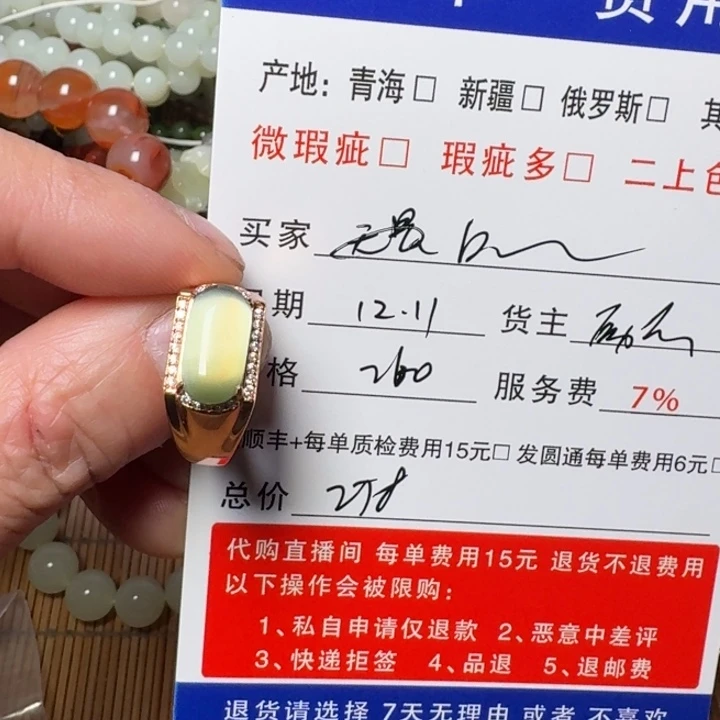 费用
产地：青海□ 新疆□ 俄罗斯□ 其
微瑕疵□ 瑕疵多□ 二上色
买家
期 12.11 货主
格 260 服务费 7%
顺丰+每单质检费用15元□ 发圆通每单费用6元□
总价 278
代购直播间 每单费用15元 退货不退费用
以下操作会被限购：
1、私自申请仅退款 2、恶意中差评
3、快递拒签 4、品退 5、退邮费
退货请选择 7天无理由 或者 不喜欢